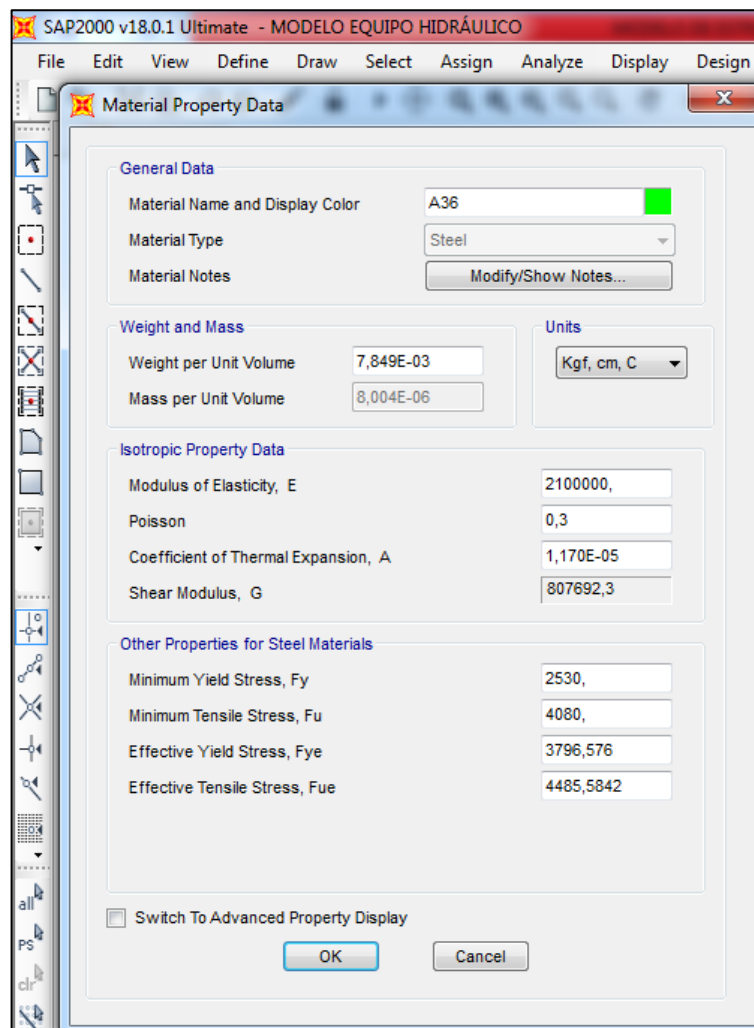 SAP2000 v18.0.1 Ultimate - MODELO EQUIPO HIDRÁULICO
File Edit View Define Draw Select Assign Analyze Display Design
Material Property Data
General Data
Material Name and Display Color A36
Material Type Steel
Material Notes Modify/Show Notes...
Weight and Mass Units
Weight per Unit Volume 7,849E-03 Kgf, cm, C
Mass per Unit Volume 8,004E-06
Isotropic Property Data
Modulus of Elasticity, E 2100000,
Poisson 0,3
Coefficient of Thermal Expansion, A 1,170E-05
Shear Modulus, G 807692,3
Other Properties for Steel Materials
Minimum Yield Stress, Fy 2530,
Minimum Tensile Stress, Fu 4080,
Effective Yield Stress, Fye 3796,576
Effective Tensile Stress, Fue 4485,5842
all
Switch To Advanced Property Display
PS
OK Cancel
clr